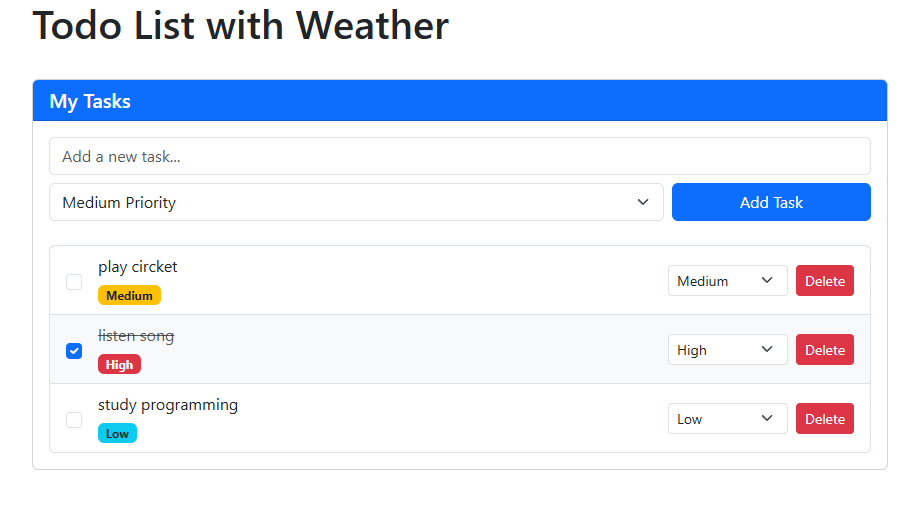 Todo List with Weather
My Tasks
Add a new task...
Medium Priority
Add Task
play circket
Medium
Medium
Delete
listen song
High
High
Delete
study programming
Low
Low
Delete